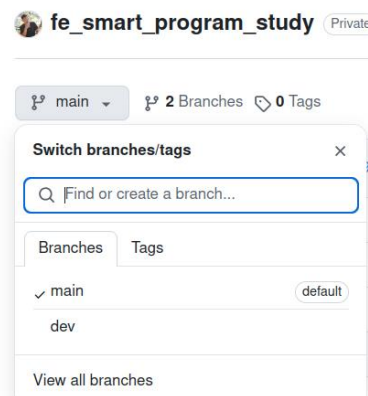 fe_smart_program_study Private
main 2 Branches 0 Tags
Switch branches/tags
Find or create a branch...
Branches Tags
main default
dev
View all branches